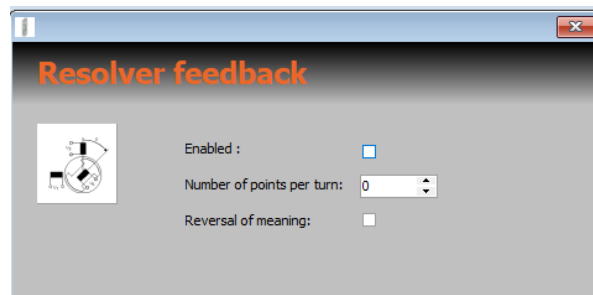 Resolver feedback
Enabled :
Number of points per turn: 0
Reversal of meaning: